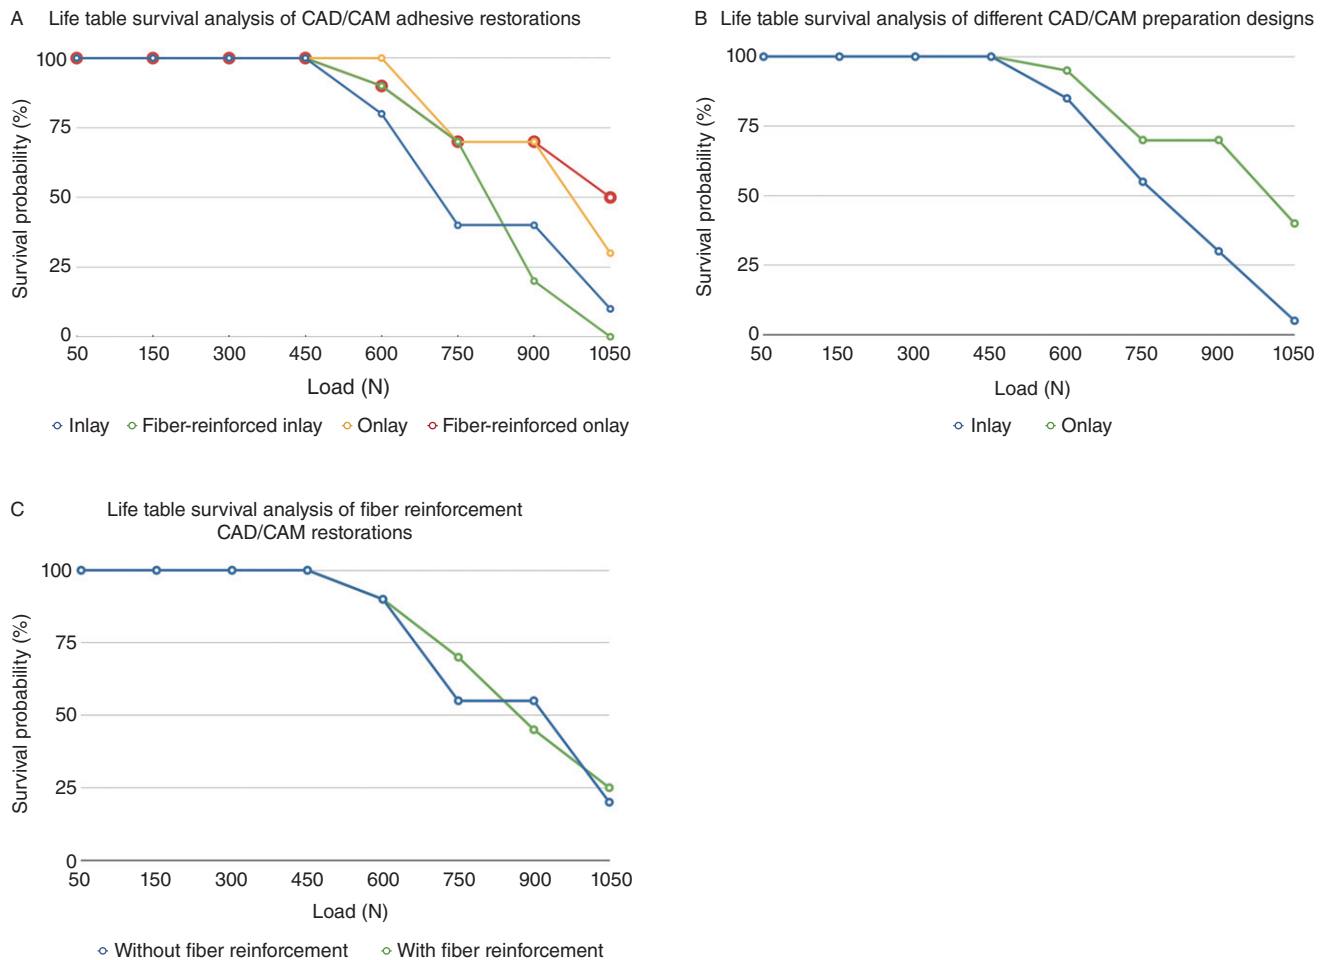 A Life table survival analysis of CAD/CAM adhesive restorations
100
75
50
25
0
Survival probability (%)
50 150 300 450 600 750 900 1050
Load (N)
Inlay Fiber-reinforced inlay Onlay Fiber-reinforced onlay
B Life table survival analysis of different CAD/CAM preparation designs
100
75
50
25
0
Survival probability (%)
50 150 300 450 600 750 900 1050
Load (N)
Inlay Onlay
C Life table survival analysis of fiber reinforcement
CAD/CAM restorations
100
75
50
25
0
Survival probability (%)
50 150 300 450 600 750 900 1050
Load (N)
Without fiber reinforcement With fiber reinforcement